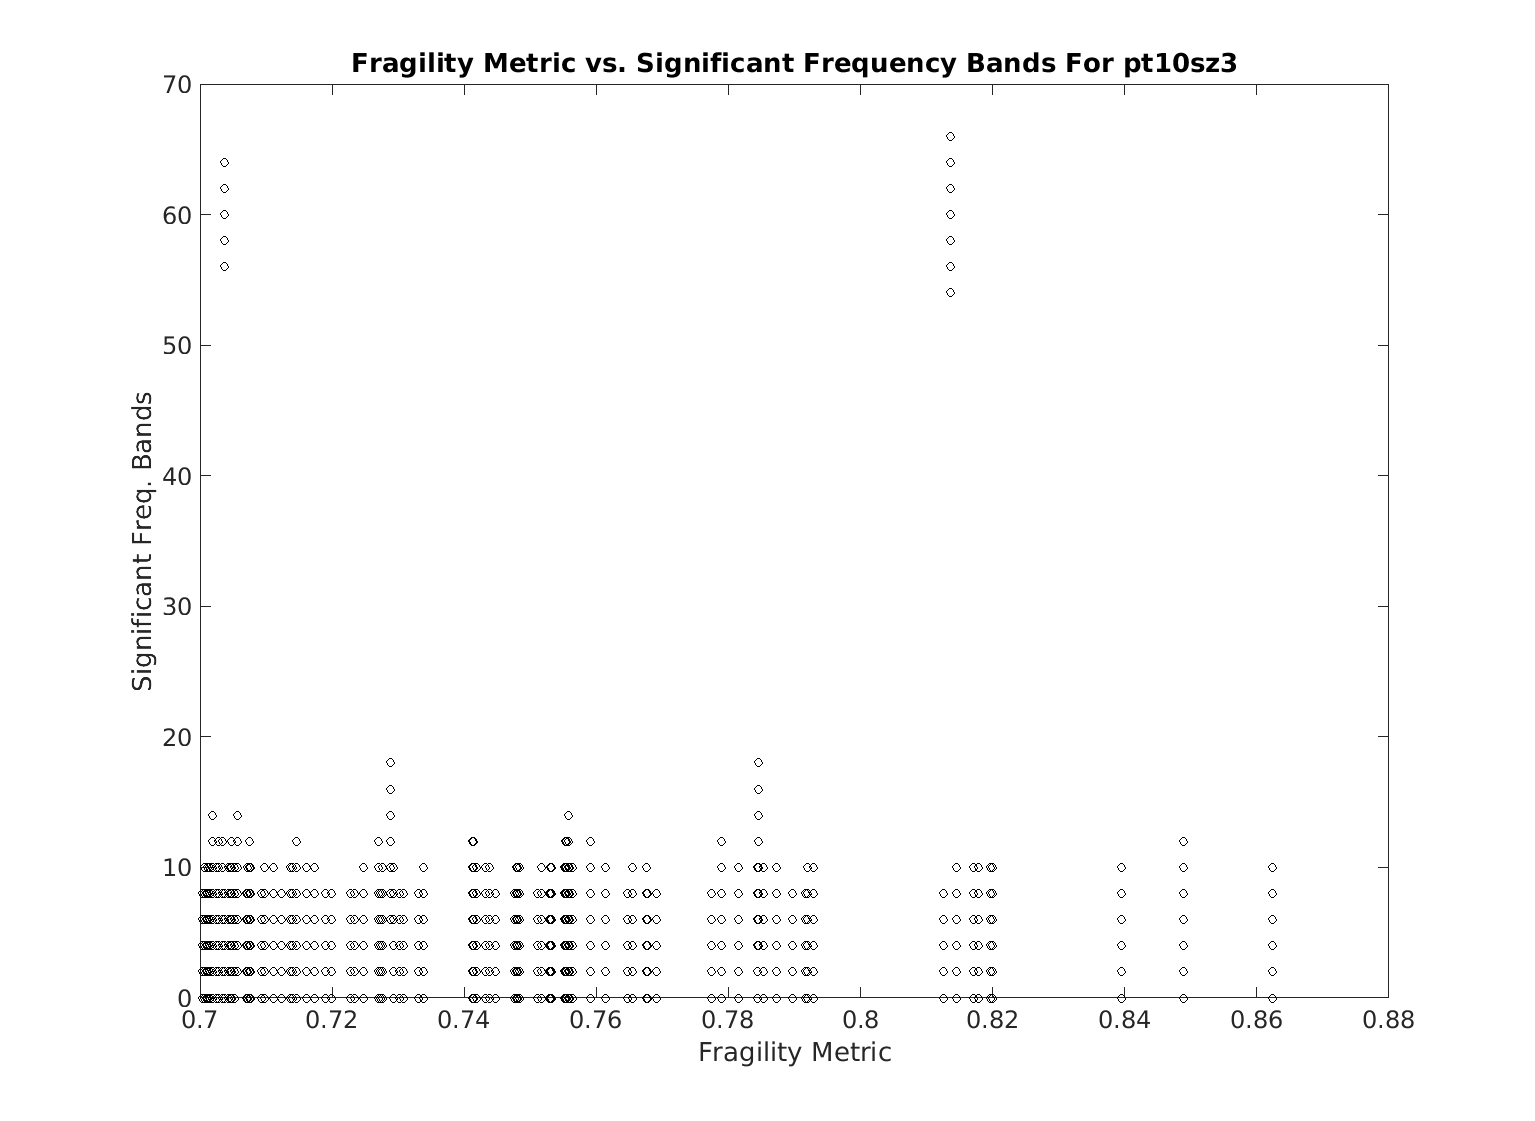 Fragility Metric vs. Significant Frequency Bands For pt10sz3
70
60
50
40
30
20
10
0
Significant Freq. Bands
0.7 0.72 0.74 0.76 0.78 0.8 0.82 0.84 0.86 0.88
Fragility Metric